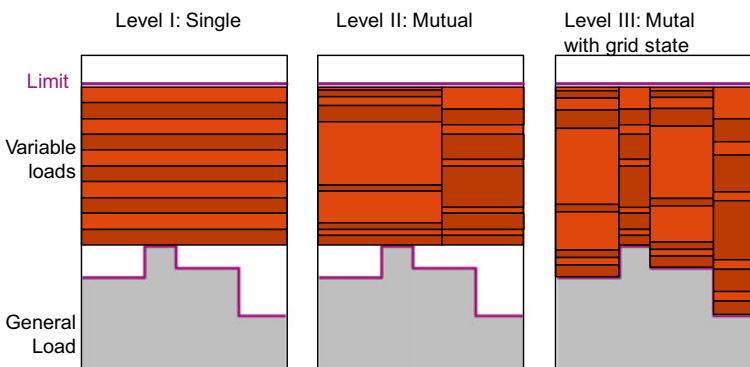 Level I: Single
Level II: Mutual
Level III: Mutal
with grid state
Limit
Variable
loads
General
Load